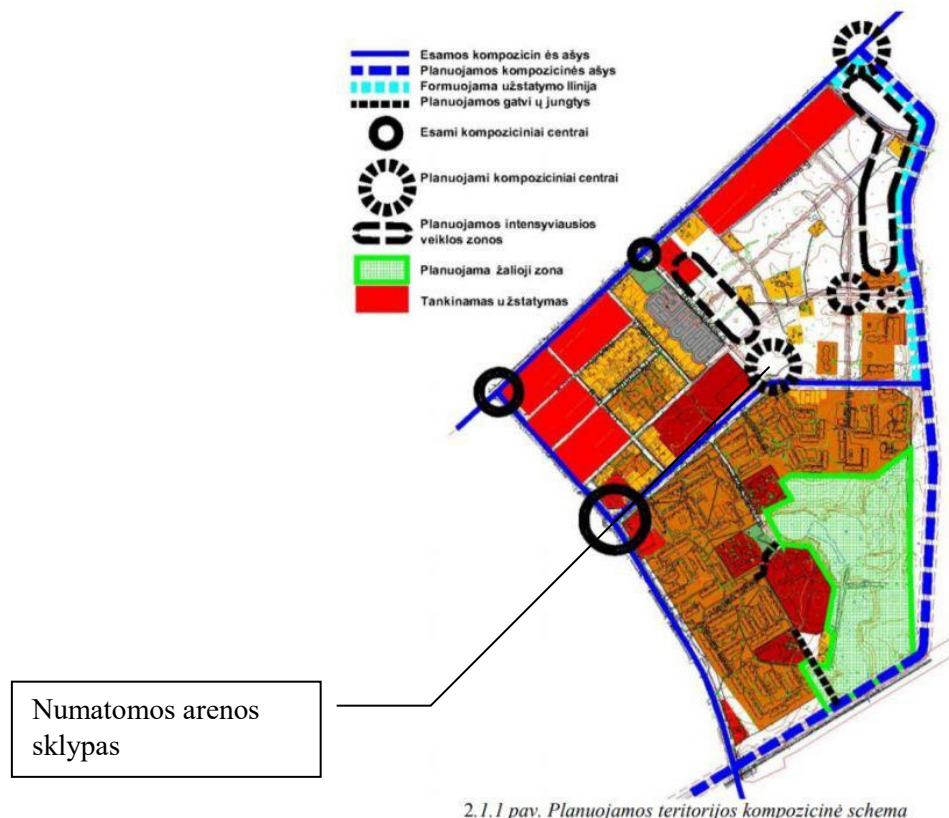 Esamos kompozicin ės ašys
Planuojamos kompozicinės ašys
Formuojama užstatymo llinija
Planuojamos gatvi ų jungtys
Esami kompoziciniai centrai
Planuojami kompoziciniai centrai
Planuojamos intensyviausios
veiklos zonos
Planuojama žalioji zona
Tankinamas užstatymas
Numatomos arenos
sklypas
2.1.1 pav. Planuojamos teritorijos kompozicinė schema